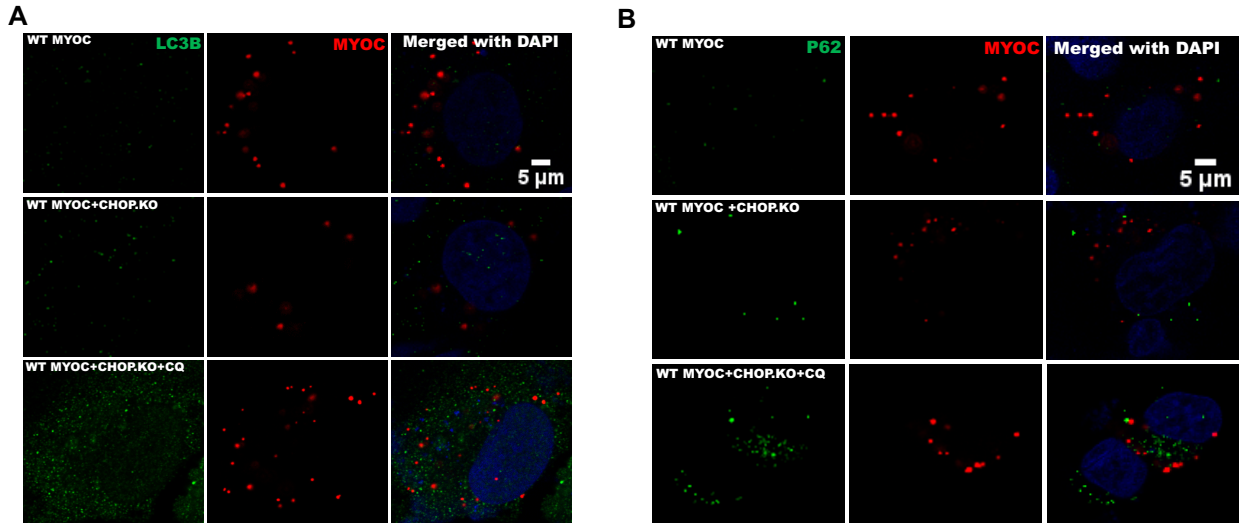 A
WT MYOC
LC3B
MYOC
Merged with DAPI
5 µm
WT MYOC+CHOP.KO
WT MYOC+CHOP.KO+CQ
B
WT MYOC
P62
MYOC
Merged with DAPI
5 µm
WT MYOC +CHOP.KO
WT MYOC+CHOP.KO+CQ